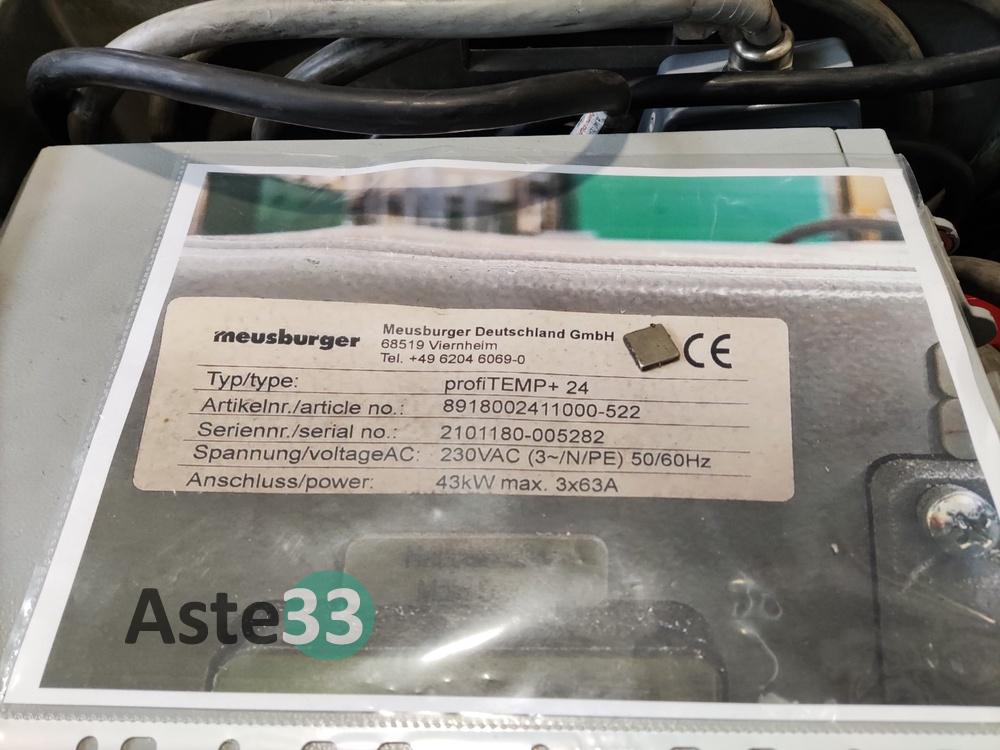 meusburger
Meusburger Deutschland GmbH
68519 Viernheim
Tel. +49 6204 6069-0
CE
Typ/type: profiTEMP+ 24
Artikelnr./article no.: 8918002411000-522
Seriennr./serial no.: 2101180-005282
Spannung/voltageAC: 230VAC (3~/N/PE) 50/60Hz
Anschluss/power: 43kW max. 3x63A
Aste33